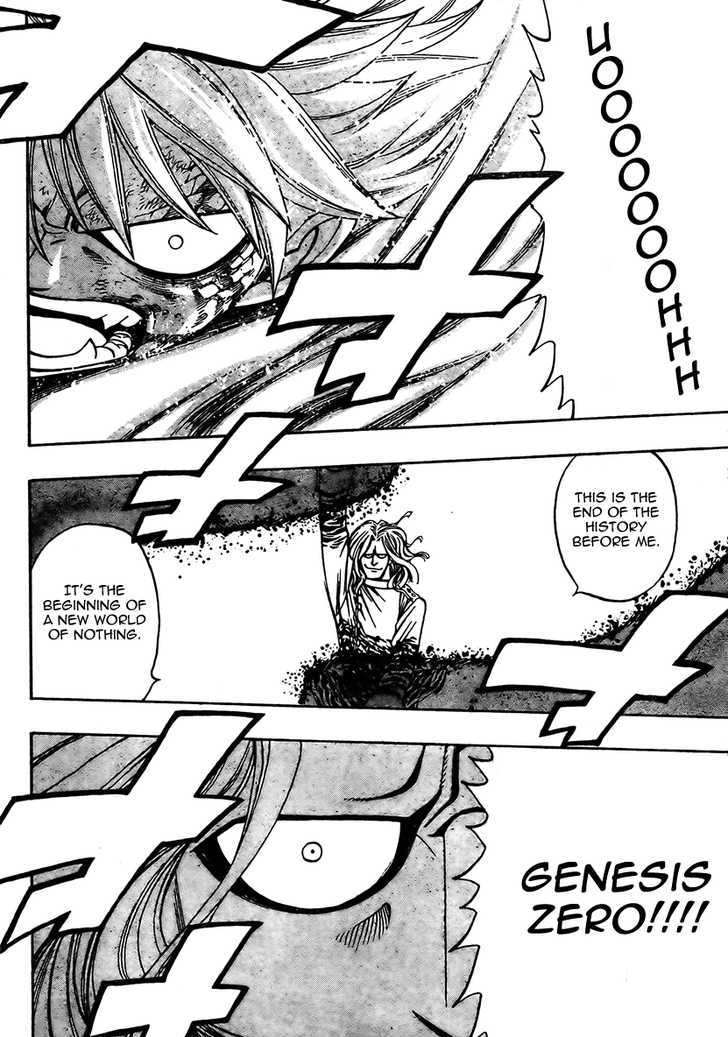 UOOOOOOOHHH
THIS IS THE
END OF THE
HISTORY
BEFORE ME.
IT'S THE
BEGINNING OF
A NEW WORLD
OF NOTHING.
GENESIS
ZERO!!!!